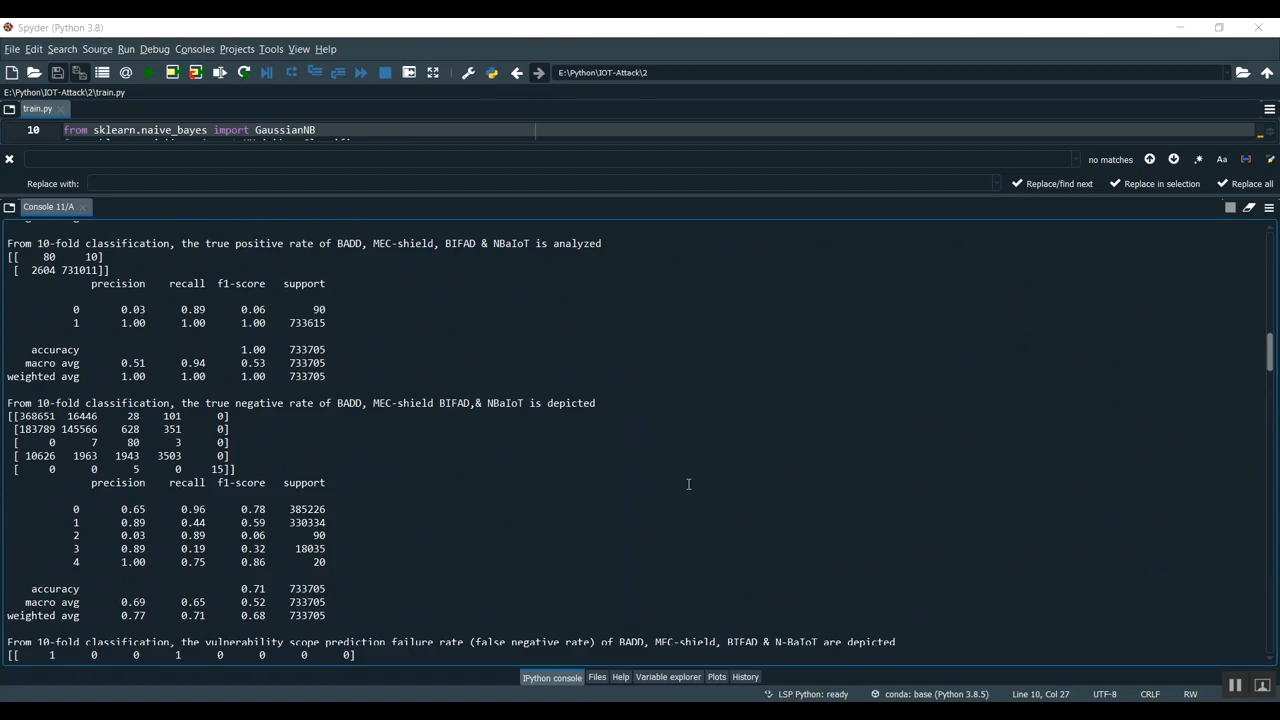 Spyder (Python 3.8)
File Edit Search Source Run Debug Consoles Projects Tools View Help
E:\Python\IOT-Attack\2
E:\Python\IOT-Attack\2\train.py
train.py
10 from sklearn.naive_bayes import GaussianNB
no matches
Aa
Replace with:
Replace/find next Replace in selection Replace all
Console 11/A
From 10-fold classification, the true positive rate of BADD, MEC-shield, BIFAD & NBaIoT is analyzed
[[ 80 10]
[ 2604 731011]]
precision recall f1-score support
0 0.03 0.89 0.06 90
1 1.00 1.00 1.00 733615
accuracy 1.00 733705
macro avg 0.51 0.94 0.53 733705
weighted avg 1.00 1.00 1.00 733705
From 10-fold classification, the true negative rate of BADD, MEC-shield BIFAD,& NBaIoT is depicted
[[368651 16446 28 101 0]
[183789 145566 628 351 0]
[ 0 7 80 3 0]
[ 10626 1963 1943 3503 0]
[ 0 0 5 0 15]]
precision recall f1-score support
0 0.65 0.96 0.78 385226
1 0.89 0.44 0.59 330334
2 0.03 0.89 0.06 90
3 0.89 0.19 0.32 18035
4 1.00 0.75 0.86 20
accuracy 0.71 733705
macro avg 0.69 0.65 0.52 733705
weighted avg 0.77 0.71 0.68 733705
From 10-fold classification, the vulnerability scope prediction failure rate (false negative rate) of BADD, MEC-shield, BIFAD & N-BaIoT are depicted
[[ 1 0 0 1 0 0 0 0]
IPython console Files Help Variable explorer Plots History
LSP Python: ready conda: base (Python 3.8.5) Line 10, Col 27 UTF-8 CRLF RW